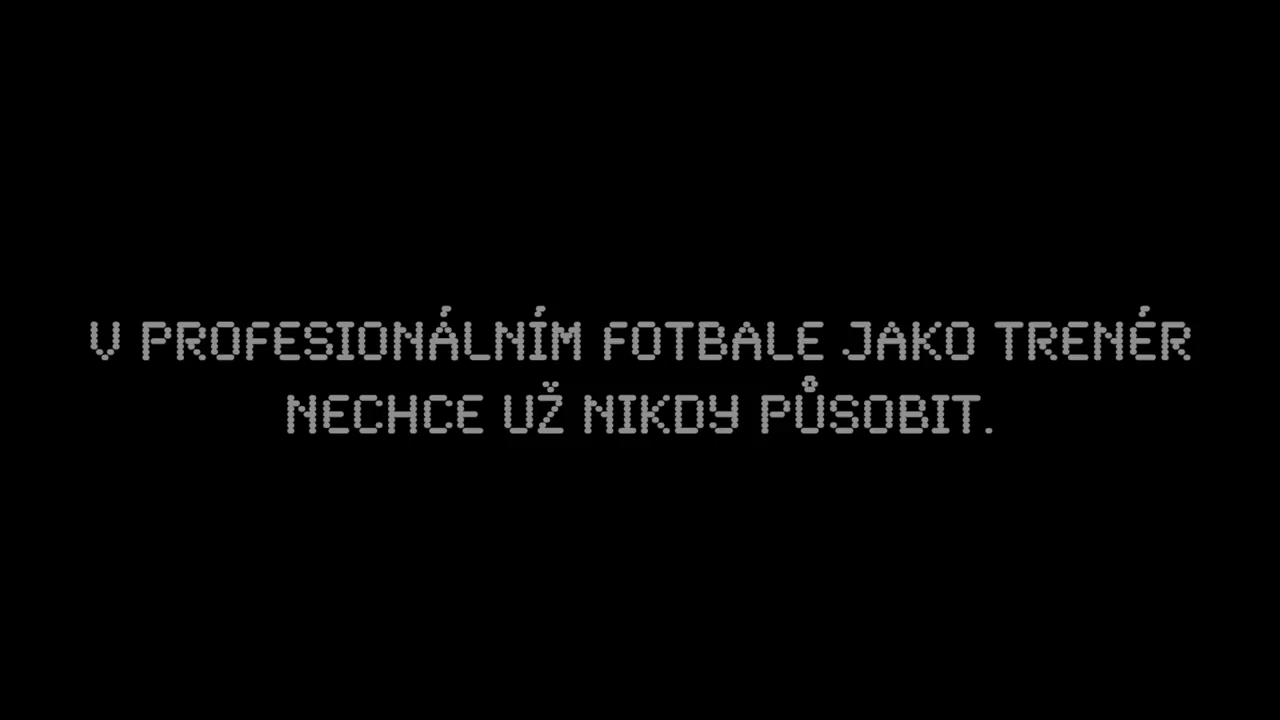 V PROFESIONÁLNÍM FOTBALE JAKO TRENÉR
NECHCE UŽ NIKDY PŮSOBIT.